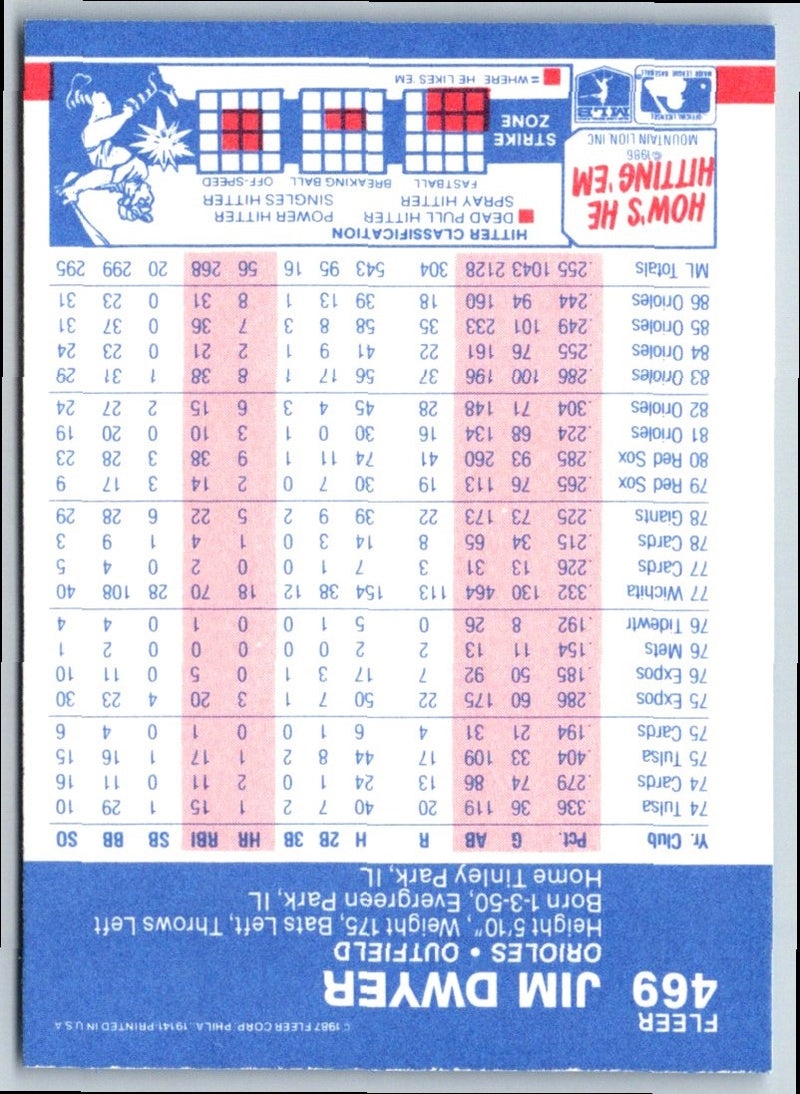 FLEER
469 JIM DWYER
©1987 FLEER CORP. PHILA. 19141-PRINTED IN U S A
ORIOLES • OUTFIELD
Height 5'10", Weight 175, Bats Left, Throws Left
Born 1-3-50, Evergreen Park, IL
Home Tinley Park, IL
Yr. Club Pct. G AB R H 2B 3B HR RBI SB BB SO
74 Tulsa .336 36 119 20 40 7 2 1 15 1 29 10
74 Cards .279 74 86 13 24 1 0 2 11 0 11 16
75 Tulsa .404 33 109 17 44 8 2 1 17 1 16 15
75 Cards .194 21 31 4 6 1 0 0 1 0 4 6
75 Expos .286 60 175 22 50 7 1 3 20 4 23 30
76 Expos .185 50 92 7 17 3 1 0 5 0 11 10
76 Mets .154 11 13 2 2 0 0 0 0 0 2 1
76 Tidewtr .192 8 26 0 5 1 0 0 1 0 4 4
77 Wichita .332 130 464 113 154 38 12 18 70 28 108 40
77 Cards .226 13 31 3 7 1 0 0 2 0 4 5
78 Cards .215 34 65 8 14 3 0 1 4 1 9 3
78 Giants .225 73 173 22 39 9 2 5 22 6 28 29
79 Red Sox .265 76 113 19 30 7 0 2 14 3 17 9
80 Red Sox .285 93 260 41 74 11 1 9 38 3 28 23
81 Orioles .224 68 134 16 30 0 1 3 10 0 20 19
82 Orioles .304 71 148 28 45 4 3 6 15 2 27 24
83 Orioles .286 100 196 37 56 17 1 8 38 1 31 29
84 Orioles .255 76 161 22 41 9 1 2 21 0 23 24
85 Orioles .249 101 233 35 58 8 3 7 36 0 37 31
86 Orioles .244 94 160 18 39 13 1 8 31 0 23 31
ML Totals .255 1043 2128 304 543 95 16 56 268 20 299 295
HOW'S HE
HITTING 'EM
©1986
MOUNTAIN LION, INC
OFFICIAL LICENSEE
MAJOR LEAGUE BASEBALL
MLB
HITTER CLASSIFICATION
DEAD PULL HITTER POWER HITTER
SPRAY HITTER SINGLES HITTER
FASTBALL BREAKING BALL OFF-SPEED
STRIKE
ZONE
=WHERE HE LIKES 'EM